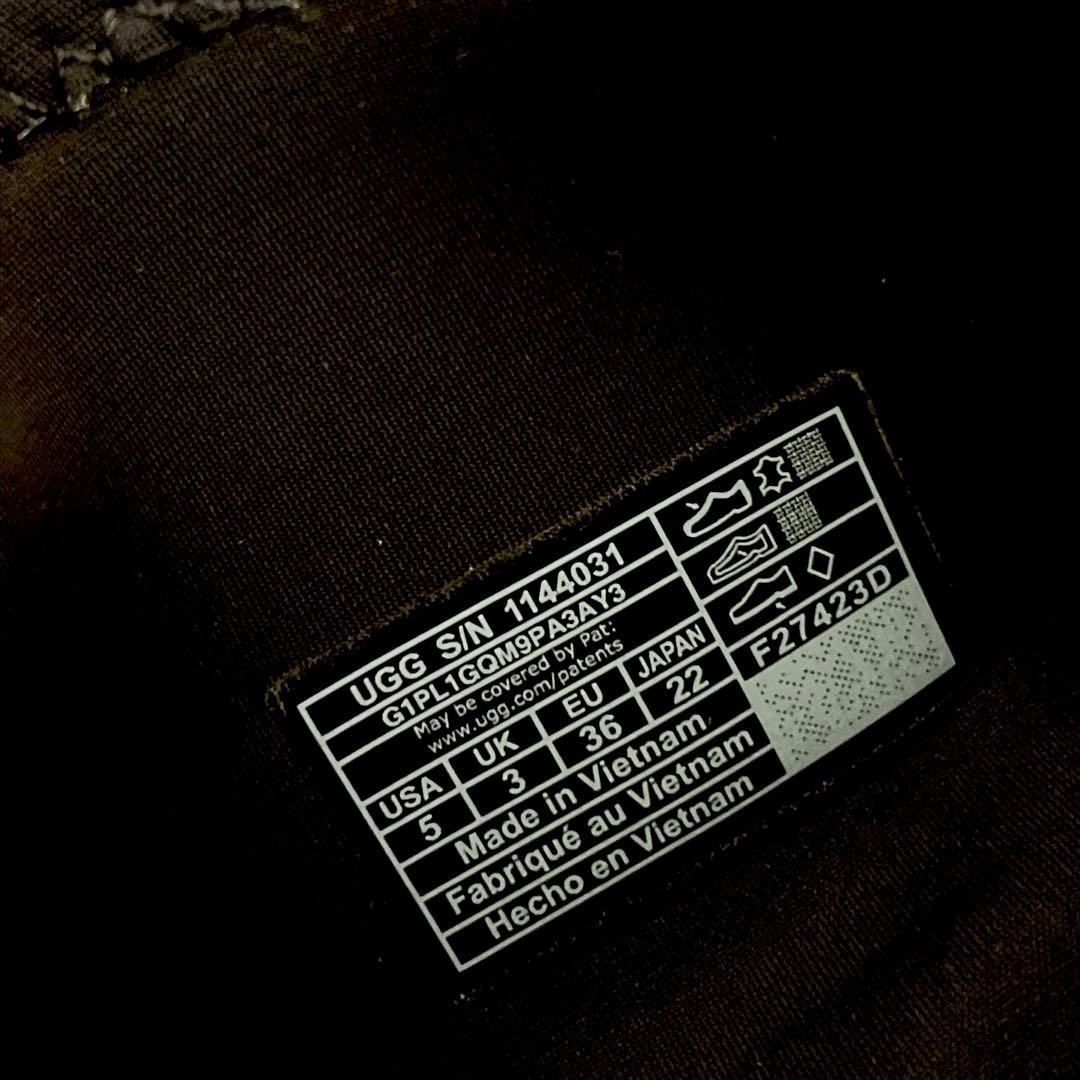 UGG S/N 1144031
G1PL1GQM9PA3AY3
May be covered by Pat:
www.ugg.com/patents
USA UK EU JAPAN
5 3 36 22
Made in Vietnam
Fabriqué au Vietnam
Hecho en Vietnam
F27423D